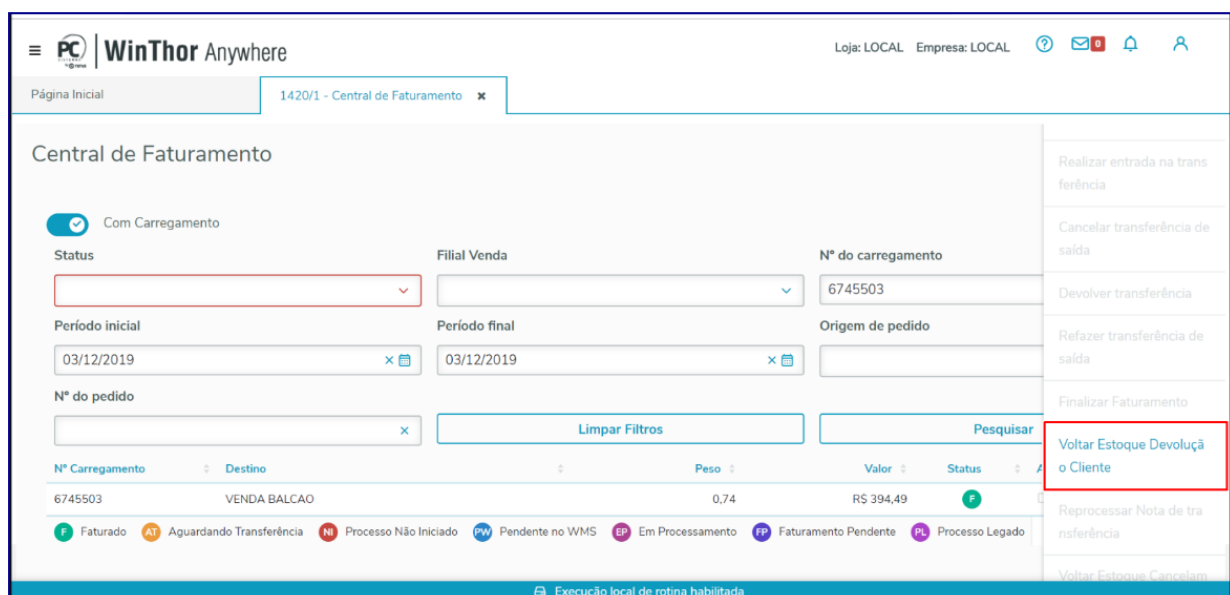 PC WinThor Anywhere
Loja: LOCAL Empresa: LOCAL
0
Página Inicial
1420/1 - Central de Faturamento
Central de Faturamento
Com Carregamento
Status
Filial Venda
Nº do carregamento
6745503
Período inicial
Período final
Origem de pedido
03/12/2019
03/12/2019
Nº do pedido
Limpar Filtros
Pesquisar
Nº Carregamento Destino Peso Valor Status
6745503 VENDA BALCAO 0,74 R$ 394,49 F
F Faturado AT Aguardando Transferência NI Processo Não Iniciado PW Pendente no WMS EP Em Processamento FP Faturamento Pendente PL Processo Legado
Realizar entrada na trans
ferência
Cancelar transferência de
saída
Devolver transferência
Refazer transferência de
saída
Finalizar Faturamento
Voltar Estoque Devoluçã
o Cliente
Reprocessar Nota de tra
nsferência
Voltar Estoque Cancelam
Execução local de rotina habilitada